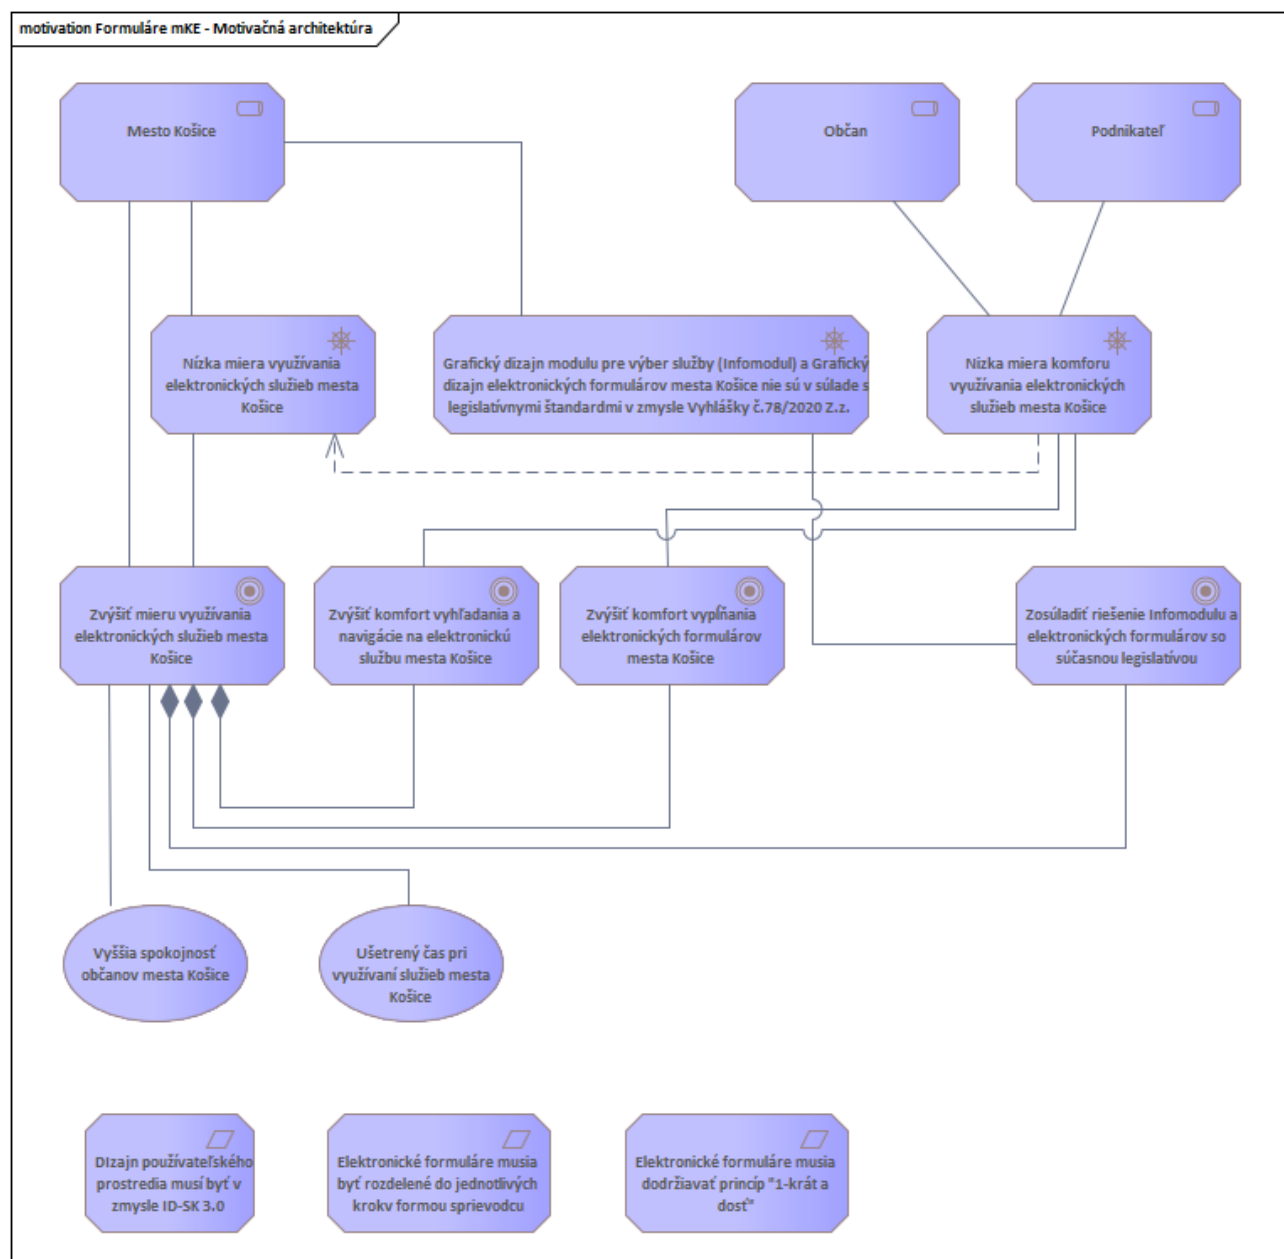 motivation Formuláre mKE - Motivačná architektúra
Mesto Košice
Občan
Podnikateľ
Nízka miera využívania
elektronických služieb mesta
Košice
Grafický dizajn modulu pre výber služby (Infomodul) a Grafický
dizajn elektronických formulárov mesta Košice nie sú v súlade s
legislatívnymi štandardmi v zmysle Vyhlášky č.78/2020 Z.z.
Nízka miera komforu
využívania elektronických
služieb mesta Košice
Zvýšiť mieru využívania
elektronických služieb mesta
Košice
Zvýšiť komfort vyhľadania a
navigácie na elektronickú
službu mesta Košice
Zvýšiť komfort vypĺňania
elektronických formulárov
mesta Košice
Zosúladiť riešenie Infomodulu a
elektronických formulárov so
súčasnou legislatívou
Vyššia spokojnosť
občanov mesta Košice
Ušetrený čas pri
využívaní služieb mesta
Košice
DIzajn používateľského
prostredia musí byť v
zmysle ID-SK 3.0
Elektronické formuláre musia
byť rozdelené do jednotlivých
krokv formou sprievodcu
Elektronické formuláre musia
dodržiavať princíp "1-krát a
dosť"